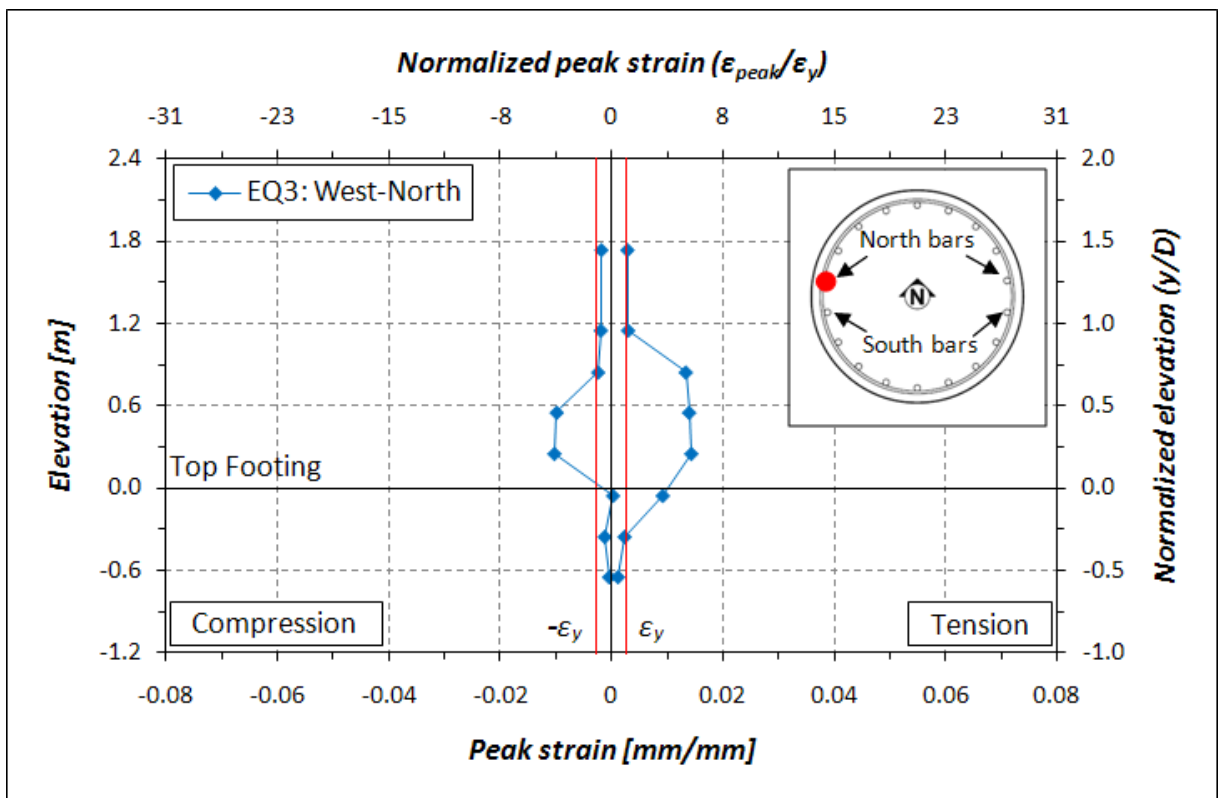 Normalized peak strain (εpeak/εy)
-31 -23 -15 -8 0 8 15 23 31
2.4 1.8 1.2 0.6 0.0 -0.6 -1.2
Elevation [m]
EQ3: West-North
North bars
N
South bars
Top Footing
Compression
-εy
εy
Tension
2.0 1.5 1.0 0.5 0.0 -0.5 -1.0
Normalized elevation (y/D)
-0.08 -0.06 -0.04 -0.02 0 0.02 0.04 0.06 0.08
Peak strain [mm/mm]